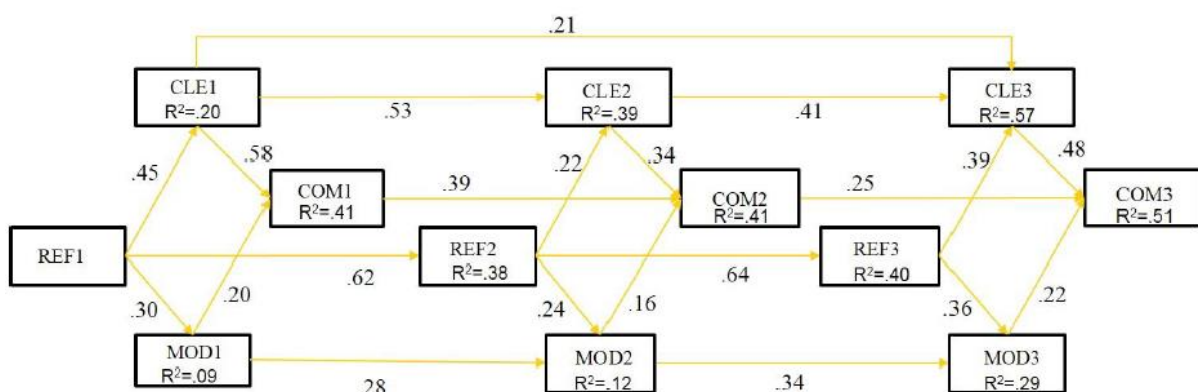 .21
CLE1
R²=.20
CLE2
R²=.39
CLE3
R²=.57
.53
.41
.45
.58
.22
.34
.39
.48
COM1
R²=.41
.39
COM2
R²=.41
.25
COM3
R²=.51
REF1
REF2
R²=.38
REF3
R²=.40
.62
.64
.30
.20
.24
.16
.36
.22
MOD1
R²=.09
MOD2
R²=.12
MOD3
R²=.29
.28
.34